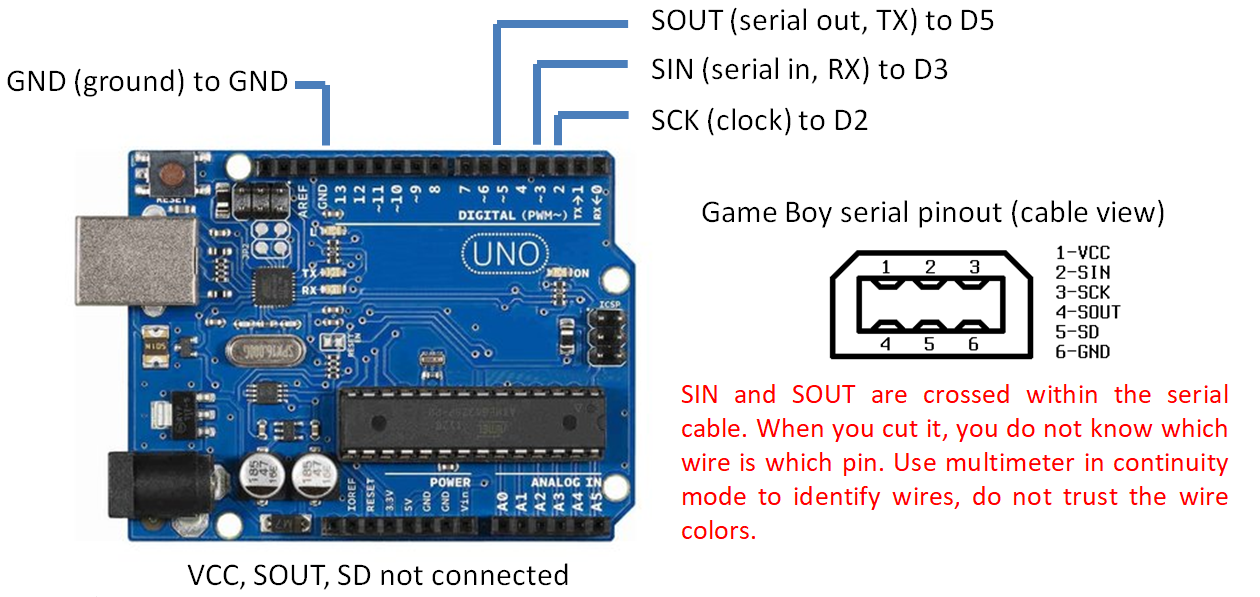 SOUT (serial out, TX) to D5
SIN (serial in, RX) to D3
SCK (clock) to D2
GND (ground) to GND
RESET
AREF
GND
13
12
~11
~10
~9
8
7
~6
~5
4
~3
2
TX→1
RX←0
DIGITAL (PWM~)
UNO
TX
RX
ON
ICSP
RESET
EN
POWER
ANALOG IN
IOREF
RESET
3.3V
5V
GND
GND
Vin
A0
A1
A2
A3
A4
A5
VCC, SOUT, SD not connected
Game Boy serial pinout (cable view)
1 2 3
4 5 6
1-VCC
2-SIN
3-SCK
4-SOUT
5-SD
6-GND
SIN and SOUT are crossed within the serial
cable. When you cut it, you do not know which
wire is which pin. Use multimeter in continuity
mode to identify wires, do not trust the wire
colors.